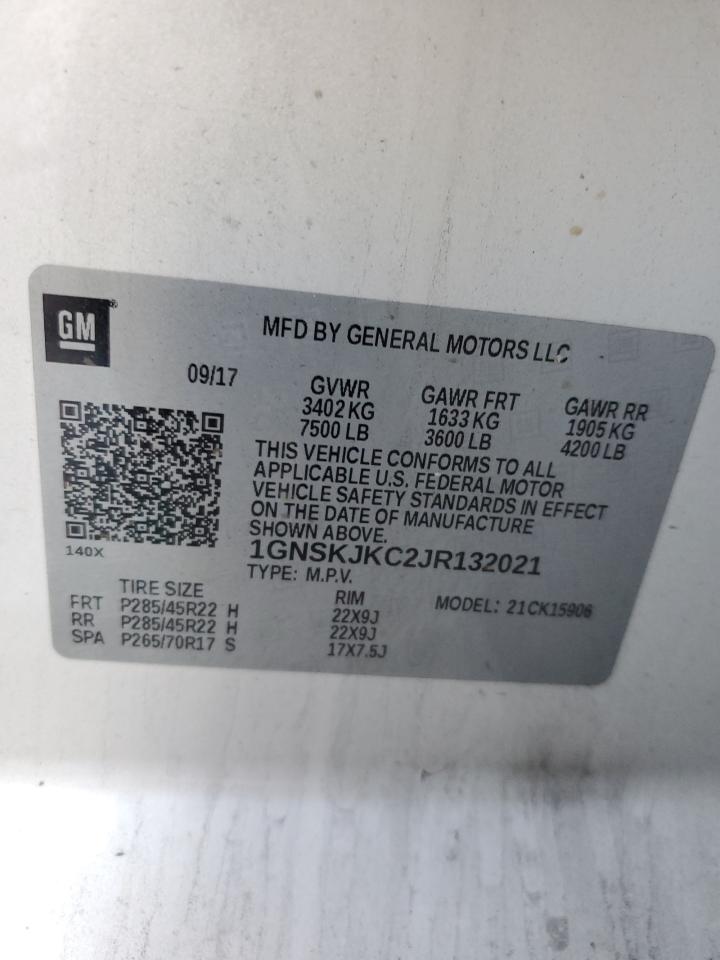 GM ®
MFD BY GENERAL MOTORS LLC
09/17
GVWR GAWR FRT GAWR RR
3402 KG 1633 KG 1905 KG
7500 LB 3600 LB 4200 LB
THIS VEHICLE CONFORMS TO ALL
APPLICABLE U.S. FEDERAL MOTOR
VEHICLE SAFETY STANDARDS IN EFFECT
ON THE DATE OF MANUFACTURE
SHOWN ABOVE.
140X
1GNSKJKC2JR132021
TYPE: M.P.V.
TIRE SIZE RIM MODEL: 21CK15906
FRT P285/45R22 H 22X9J
RR P285/45R22 H 22X9J
SPA P265/70R17 S 17X7.5J